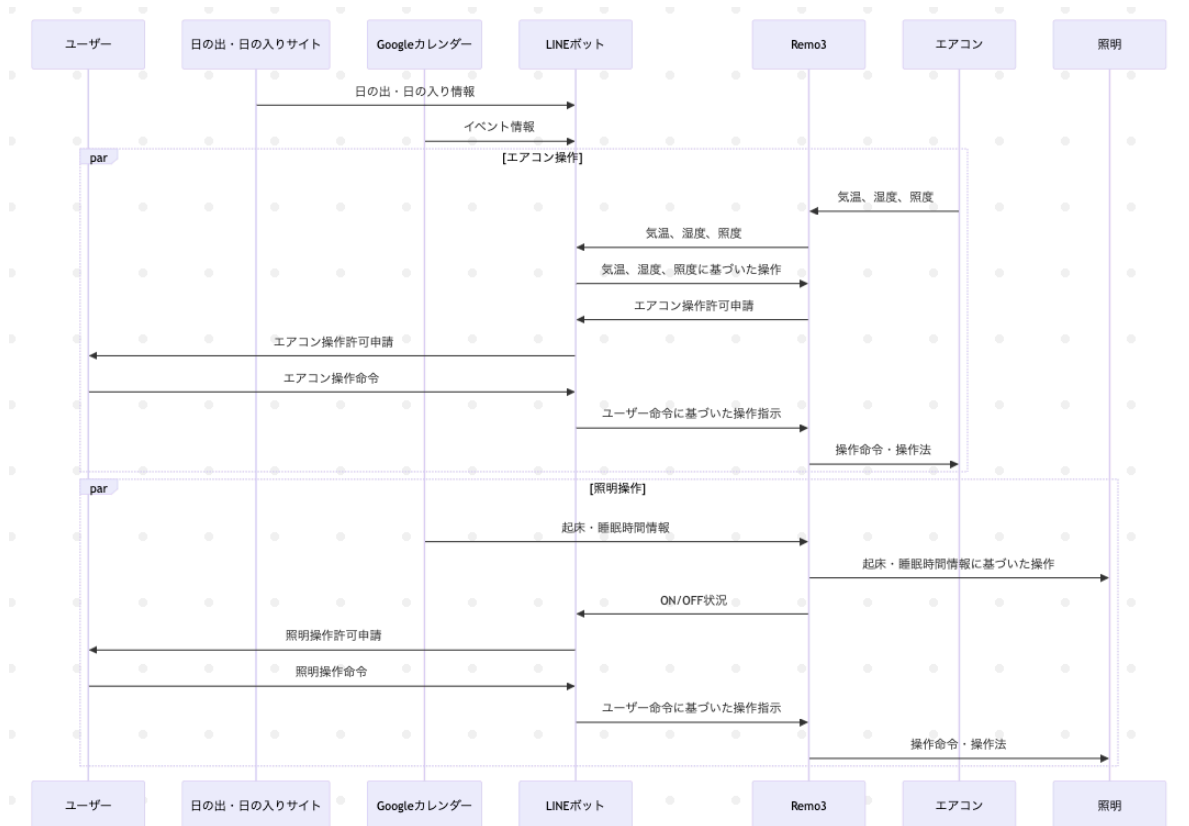 ユーザー
日の出・日の入りサイト
Googleカレンダー
LINEボット
Remo3
エアコン
照明
日の出・日の入り情報
イベント情報
par
[エアコン操作]
気温、湿度、照度
気温、湿度、照度
気温、湿度、照度に基づいた操作
エアコン操作許可申請
エアコン操作許可申請
エアコン操作命令
ユーザー命令に基づいた操作指示
操作命令・操作法
par
[照明操作]
起床・睡眠時間情報
起床・睡眠時間情報に基づいた操作
ON/OFF状況
照明操作許可申請
照明操作命令
ユーザー命令に基づいた操作指示
操作命令・操作法
ユーザー
日の出・日の入りサイト
Googleカレンダー
LINEボット
Remo3
エアコン
照明